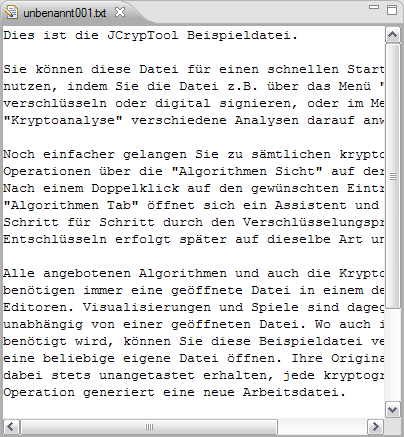 unbenannt001.txt
Dies ist die JCrypTool Beispieldatei.
Sie können diese Datei für einen schnellen Start
nutzen, indem Sie die Datei z.B. über das Menü "
verschlüsseln oder digital signieren, oder im Me
"Kryptoanalyse" verschiedene Analysen darauf anw
Noch einfacher gelangen Sie zu sämtlichen krypto
Operationen über die "Algorithmen Sicht" auf der
Nach einem Doppelklick auf den gewünschten Eintr
"Algorithmen Tab" öffnet sich ein Assistent und
Schritt für Schritt durch den Verschlüsselungspr
Entschlüsseln erfolgt später auf dieselbe Art un
Alle angebotenen Algorithmen und auch die Krypto
benötigen immer eine geöffnete Datei in einem de
Editoren. Visualisierungen und Spiele sind dageg
unabhängig von einer geöffneten Datei. Wo auch i
benötigt wird, können Sie diese Beispieldatei ve
eine beliebige eigene Datei öffnen. Ihre Origina
dabei stets unangetastet erhalten, jede kryptogr
Operation generiert eine neue Arbeitsdatei.